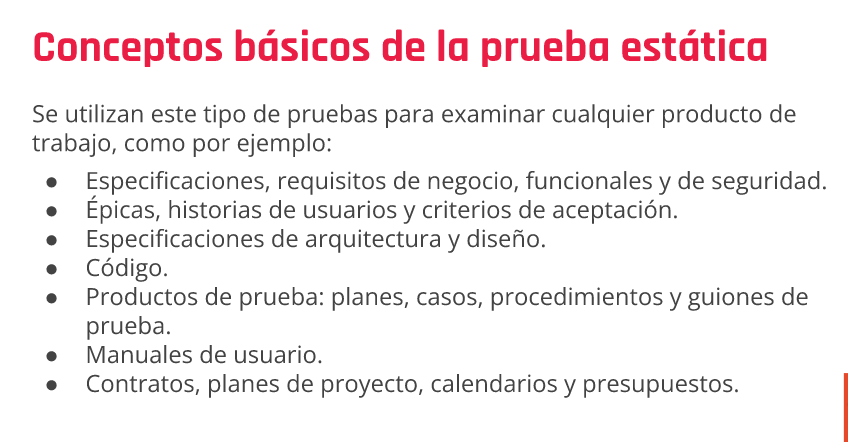 Conceptos básicos de la prueba estática
Se utilizan este tipo de pruebas para examinar cualquier producto de
trabajo, como por ejemplo:
● Especificaciones, requisitos de negocio, funcionales y de seguridad.
● Épicas, historias de usuarios y criterios de aceptación.
● Especificaciones de arquitectura y diseño.
● Código.
● Productos de prueba: planes, casos, procedimientos y guiones de
prueba.
● Manuales de usuario.
● Contratos, planes de proyecto, calendarios y presupuestos.